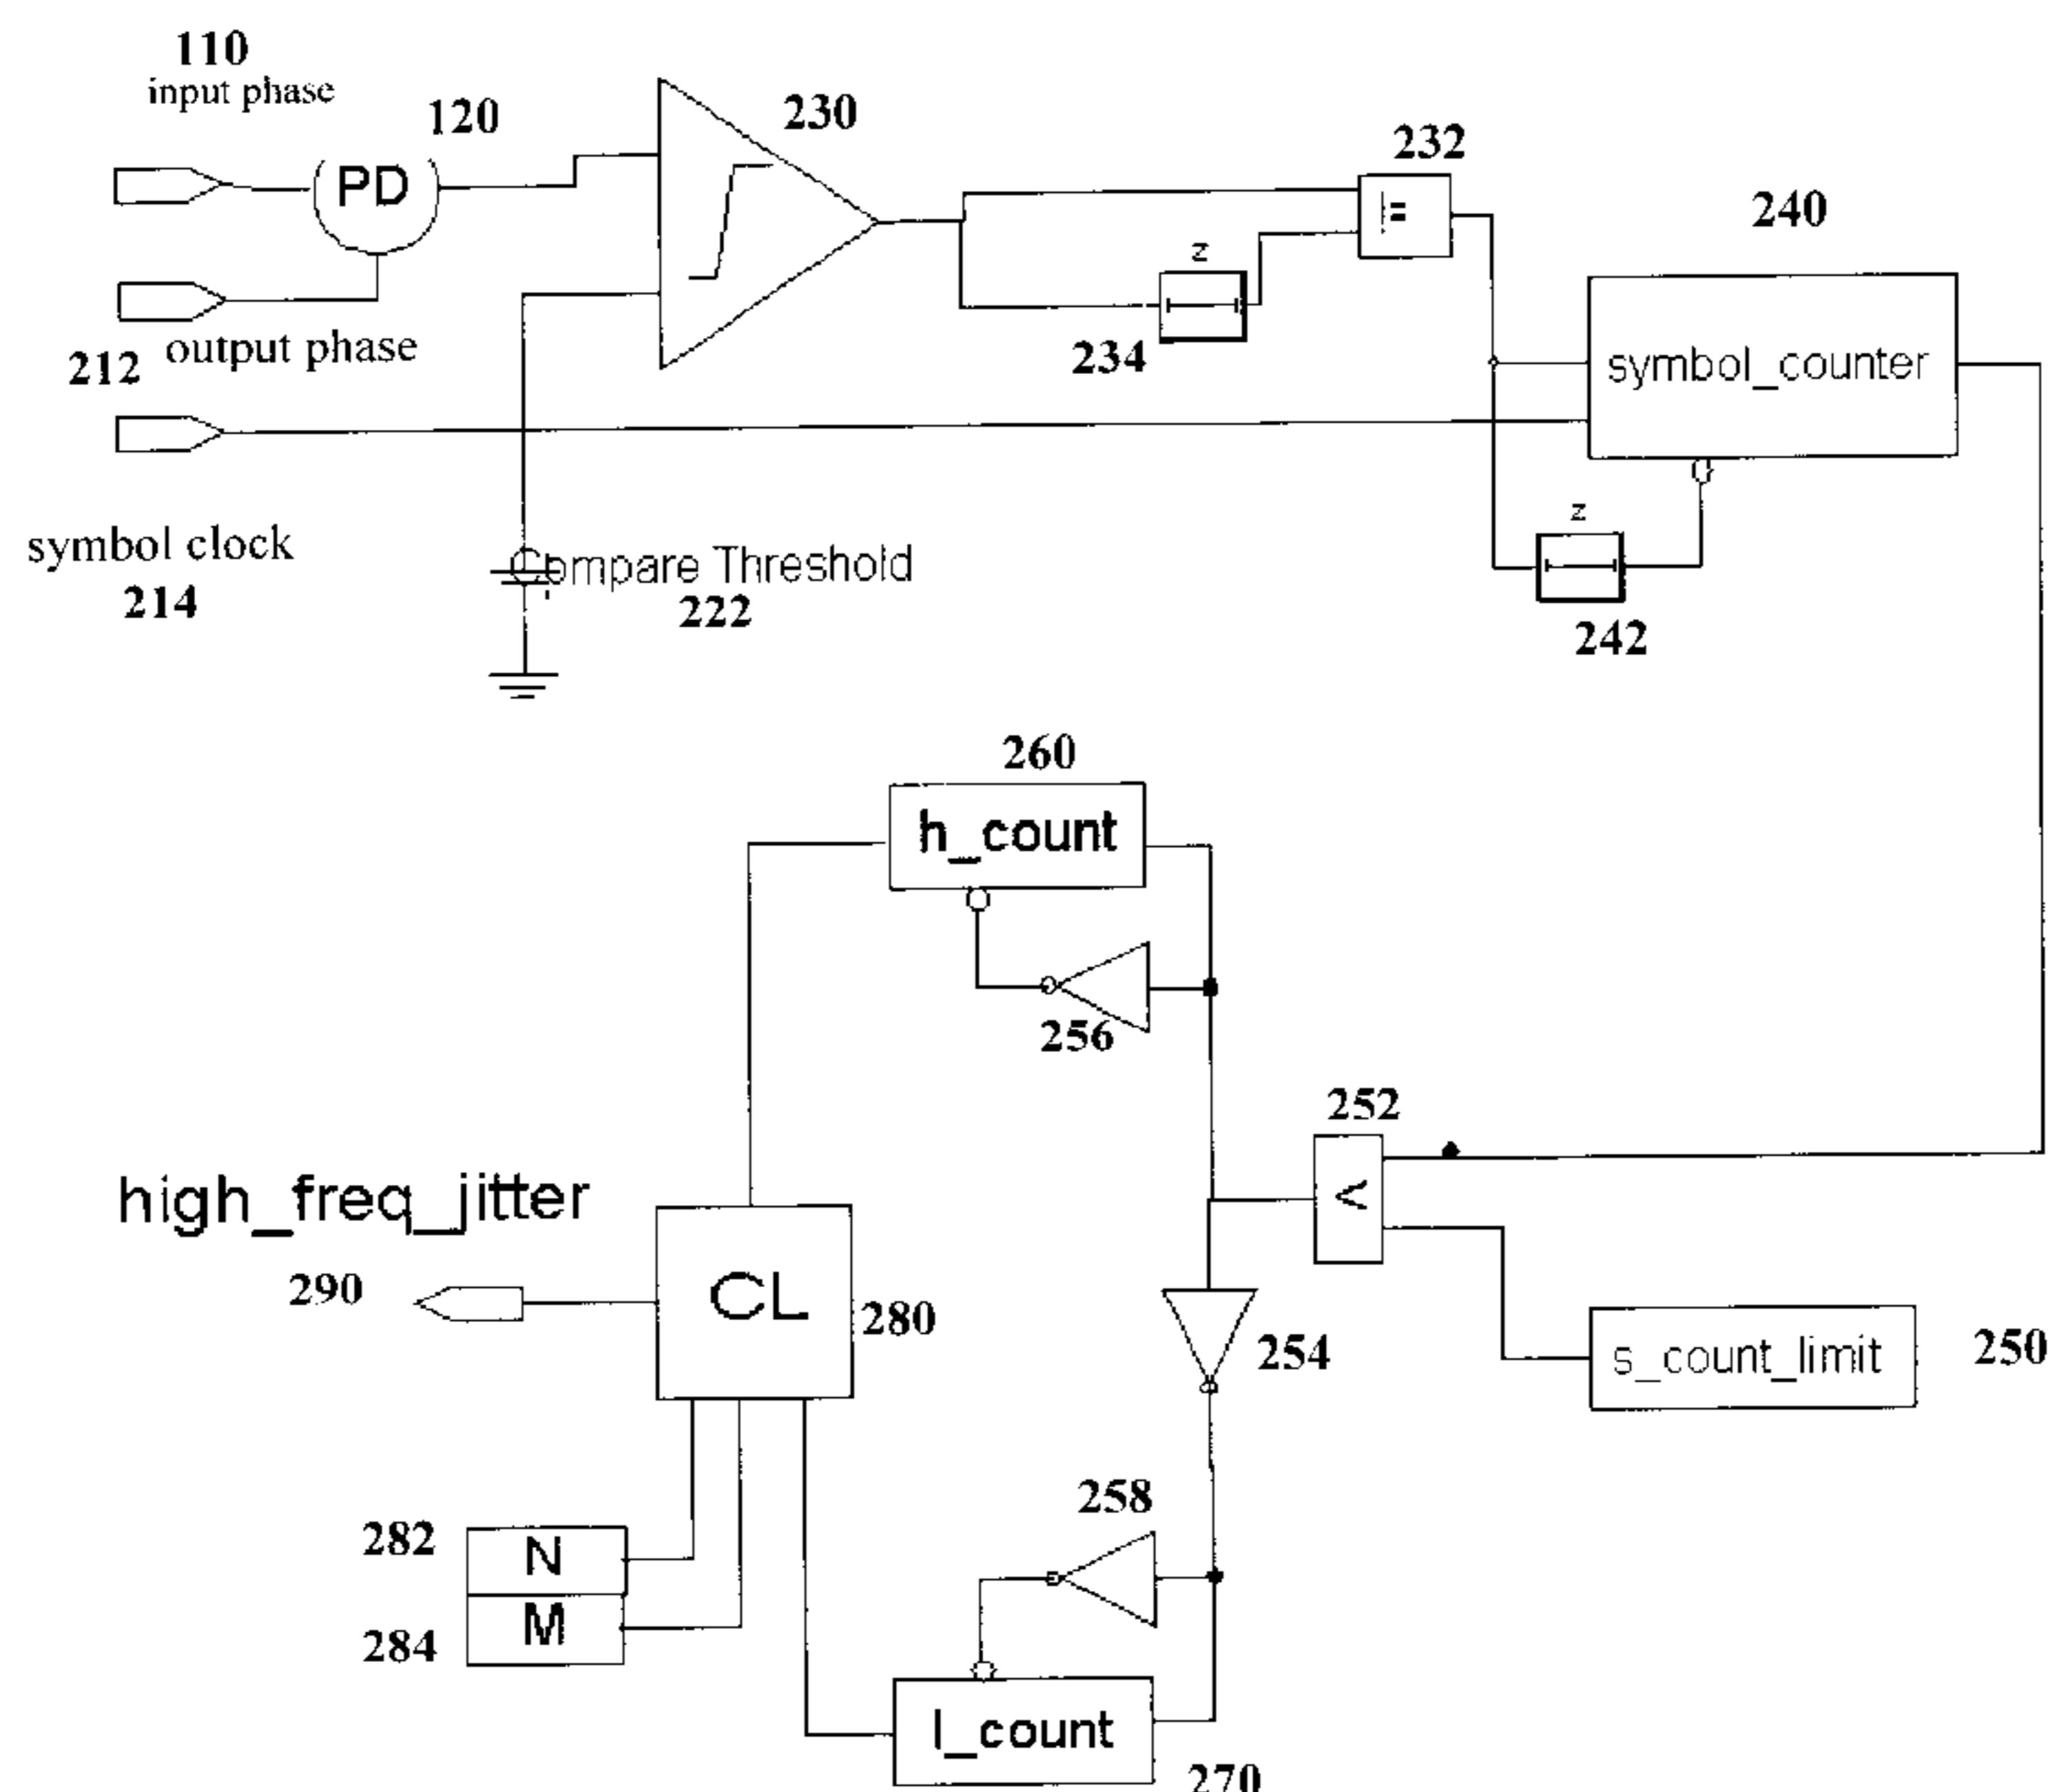 110
input phase
120
PD
230
232
!=
240
z
234
212
output phase
symbol_counter
symbol clock
214
Compare Threshold
222
z
242
260
h_count
256
252
<
high_freq_jitter
290
CL
280
254
s_count_limit
250
258
282
N
M
284
l_count
270